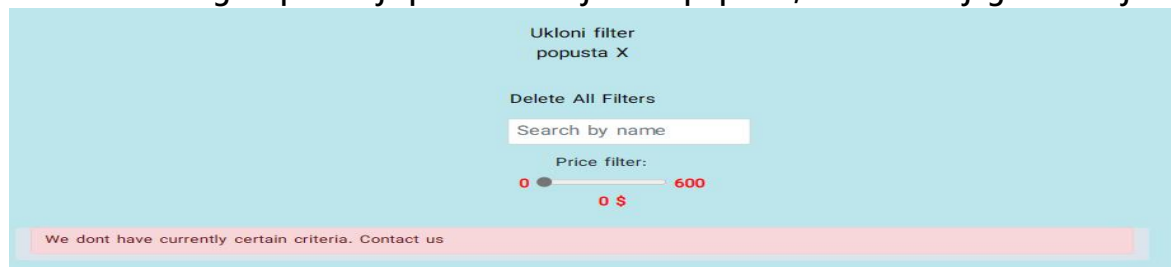 Ukloni filter
popusta X
Delete All Filters
Search by name
Price filter:
0 600
0 $
We dont have currently certain criteria. Contact us